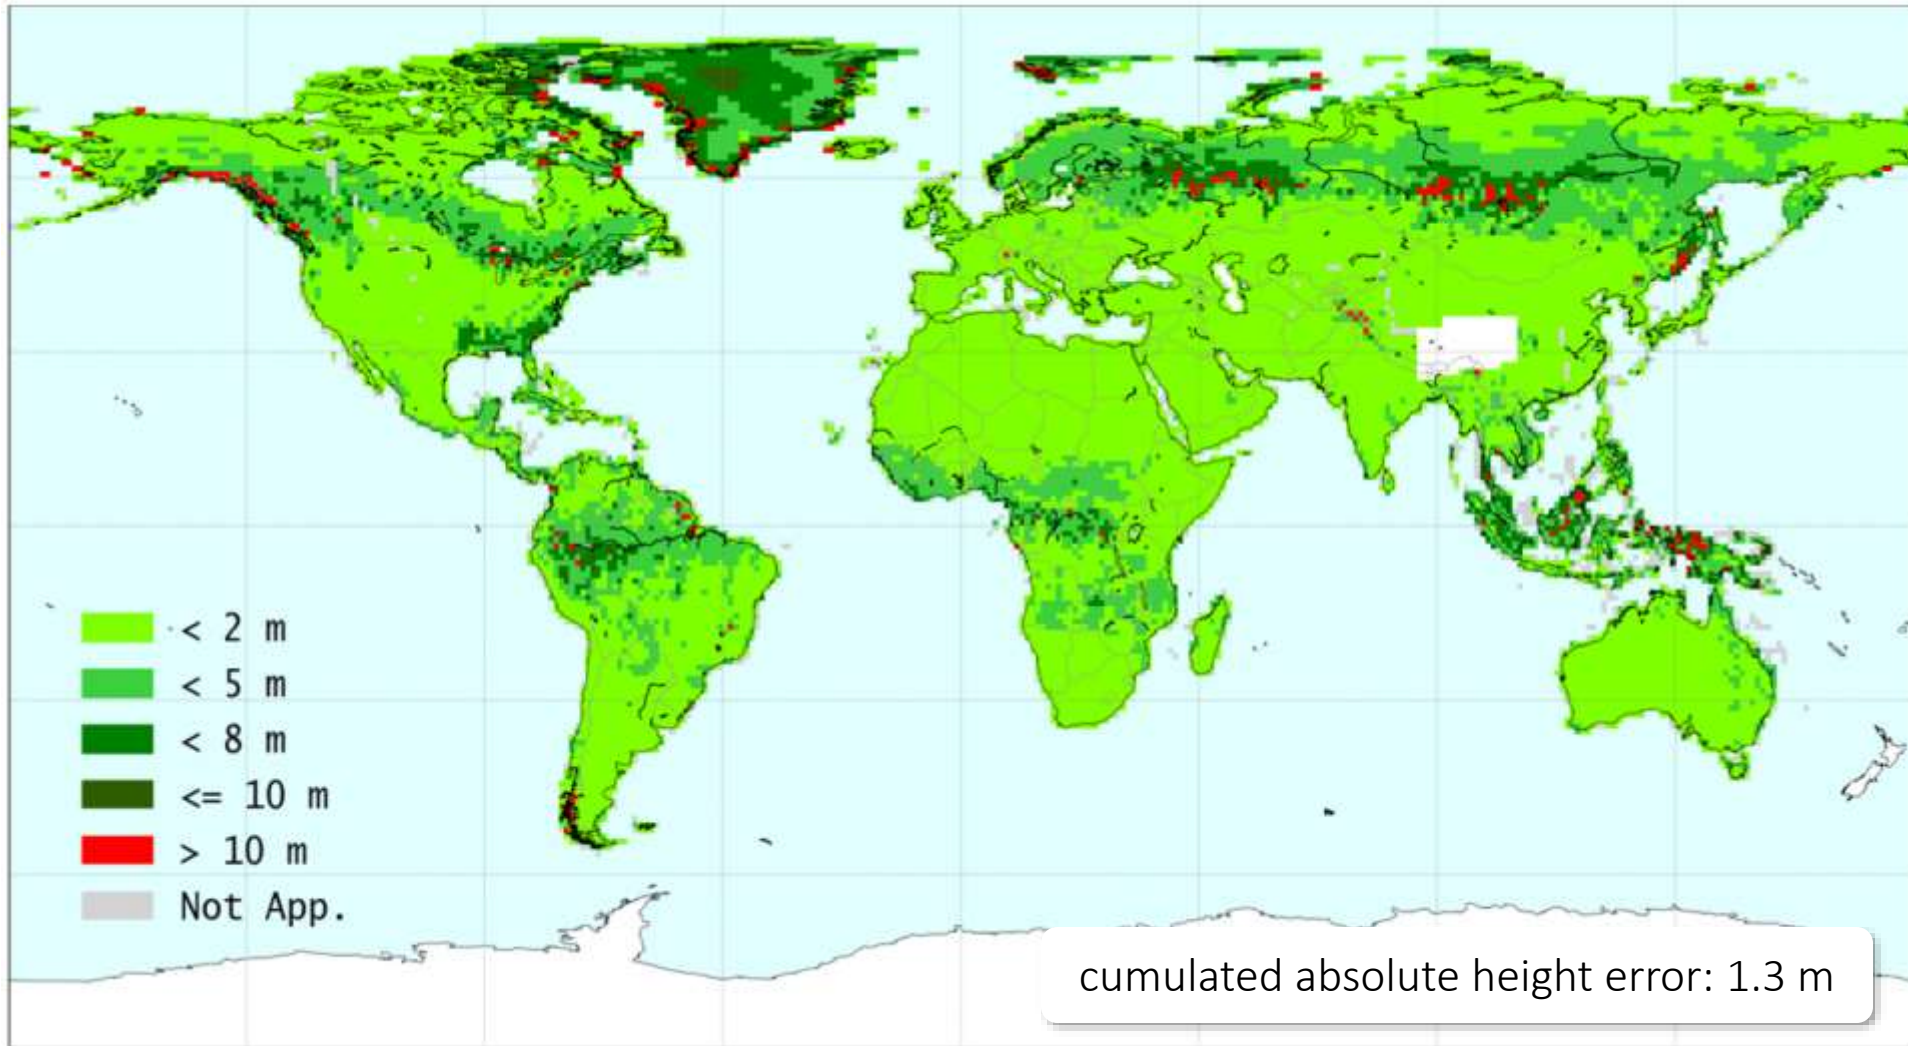 < 2 m
< 5 m
< 8 m
<= 10 m
> 10 m
Not App.
cumulated absolute height error: 1.3 m